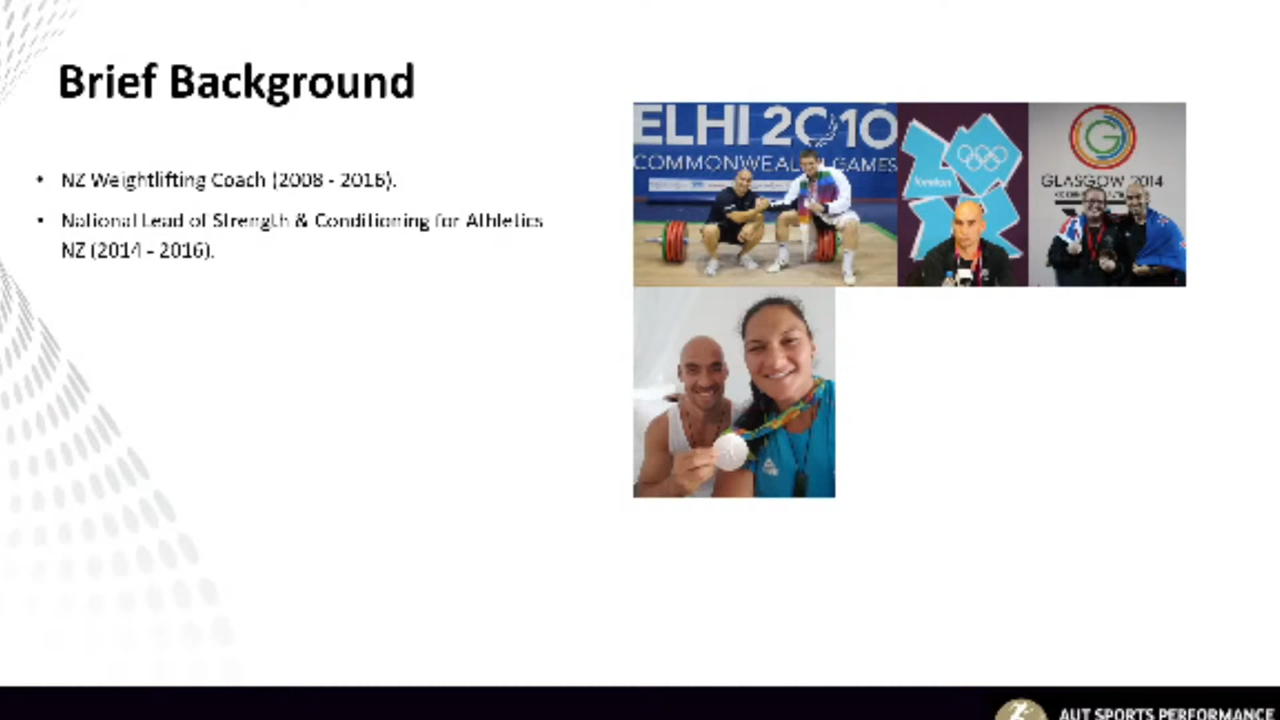 Brief Background
• NZ Weightlifting Coach (2008 - 2016).
• National Lead of Strength & Conditioning for Athletics
NZ (2014 - 2016).
ELHI 2010
COMMONWEALTH GAMES
london
GLASGOW 2014
AUT SPORTS PERFORMANCE